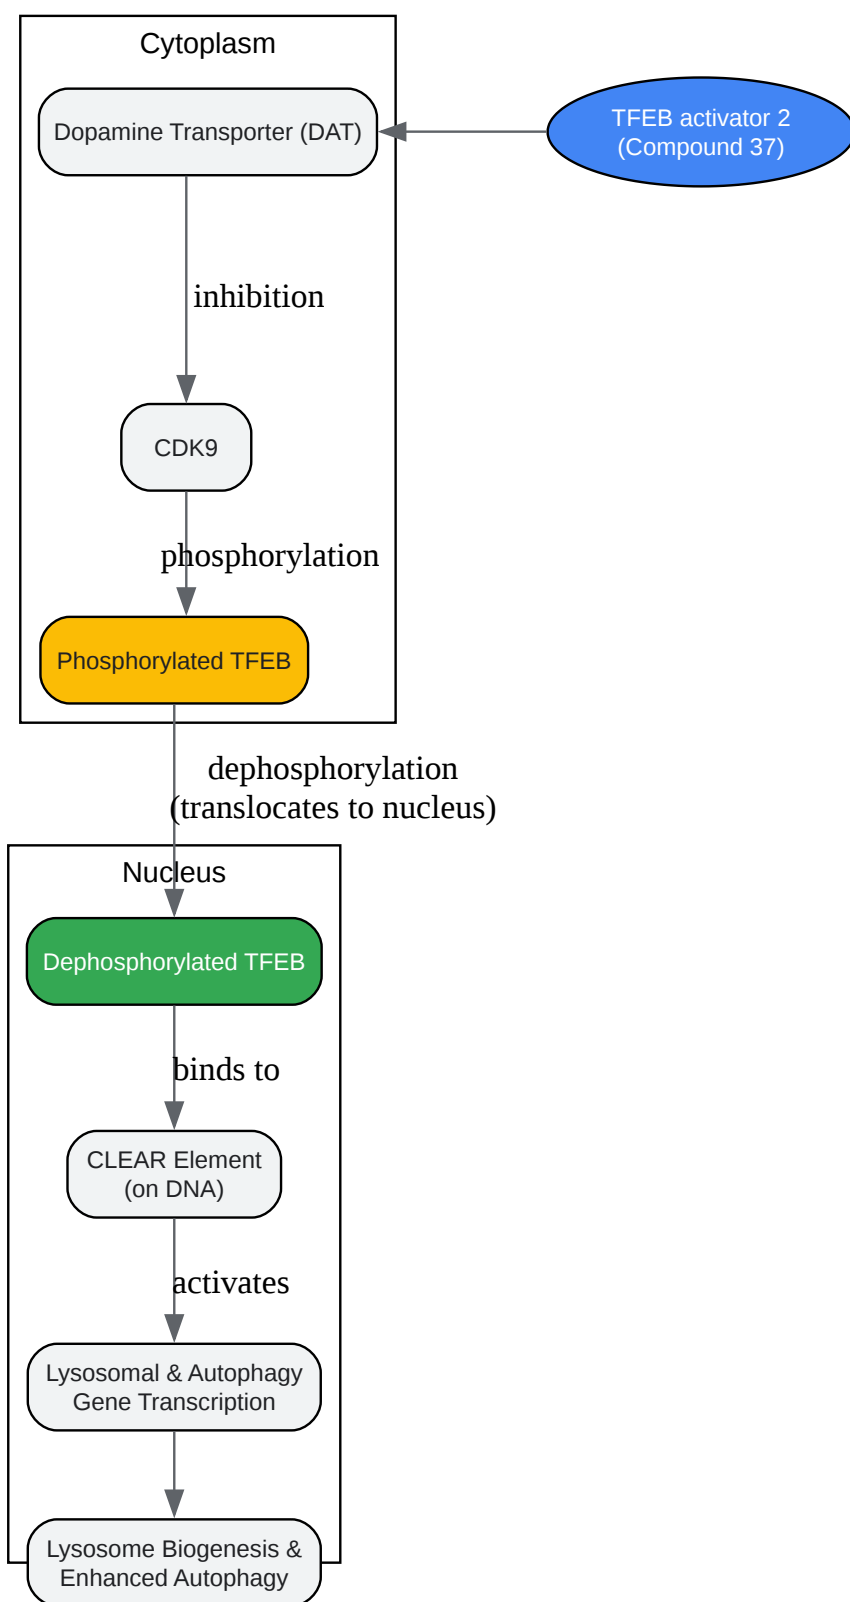 Cytoplasm
Dopamine Transporter (DAT)
TFEB activator 2
(Compound 37)
inhibition
CDK9
phosphorylation
Phosphorylated TFEB
dephosphorylation
(translocates to nucleus)
Nucleus
Dephosphorylated TFEB
binds to
CLEAR Element
(on DNA)
activates
Lysosomal & Autophagy
Gene Transcription
Lysosome Biogenesis &
Enhanced Autophagy